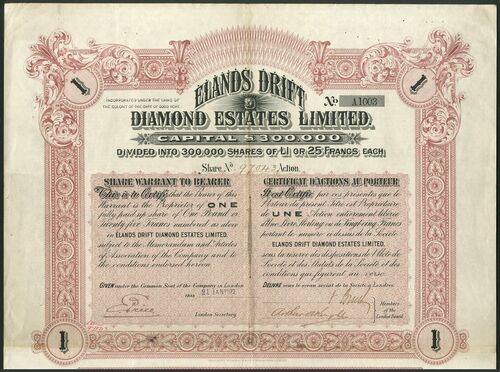 1
1
INCORPORATED UNDER THE LAWS OF
THE COLONY OF THE CAPE OF GOOD HOPE
ELANDS DRIFT
No A1003
DIAMOND ESTATES LIMITED.
CAPITAL £300,000
DIVIDED INTO 300,000 SHARES OF £1 OR 25 FRANCS EACH
Share No Action.
SHARE WARRANT TO BEARER
This is to Certify that the Owner of this
Warrant is the Proprietor of ONE
fully paid up share of One Pound or
Twenty five Francs numbered as above
in ELANDS DRIFT DIAMOND ESTATES LIMITED,
subject to the Memorandum and Articles
of Association of the Company and to the
conditions endorsed hereon.
GIVEN under the Common Seal of the Company in London
this
London Secretary
CERTIFICAT D'ACTIONS AU PORTEUR
Il est Certifié, par ces présentes que le
Porteur du present Titre est Propriétaire
de UNE Action entierement libérée
d'Une Livre Sterling ou de Vingt-cinq Francs
portant le numero ci-dessus de la Société
ELANDS DRIFT DIAMOND ESTATES LIMITED,
sous la reserve des dispositions de l'Acte de
Societe et des Statuts de la Société et des
conditions qui figurent au verso.
DELIVRE sous le sceau social de la Société a Londres
Members
of the
London Board
1
1